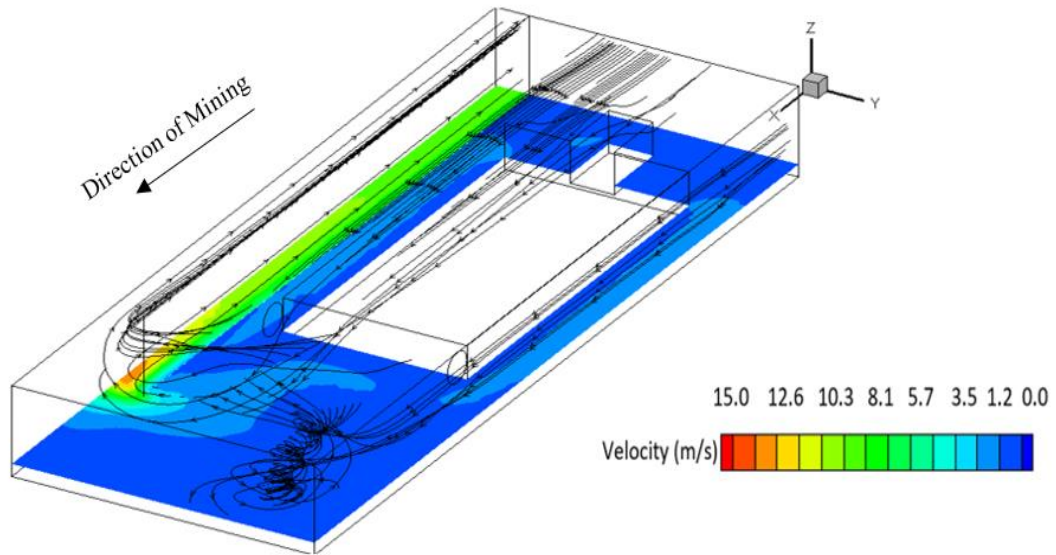 Z
X
Y
Direction of Mining
15.0 12.6 10.3 8.1 5.7 3.5 1.2 0.0
Velocity (m/s)